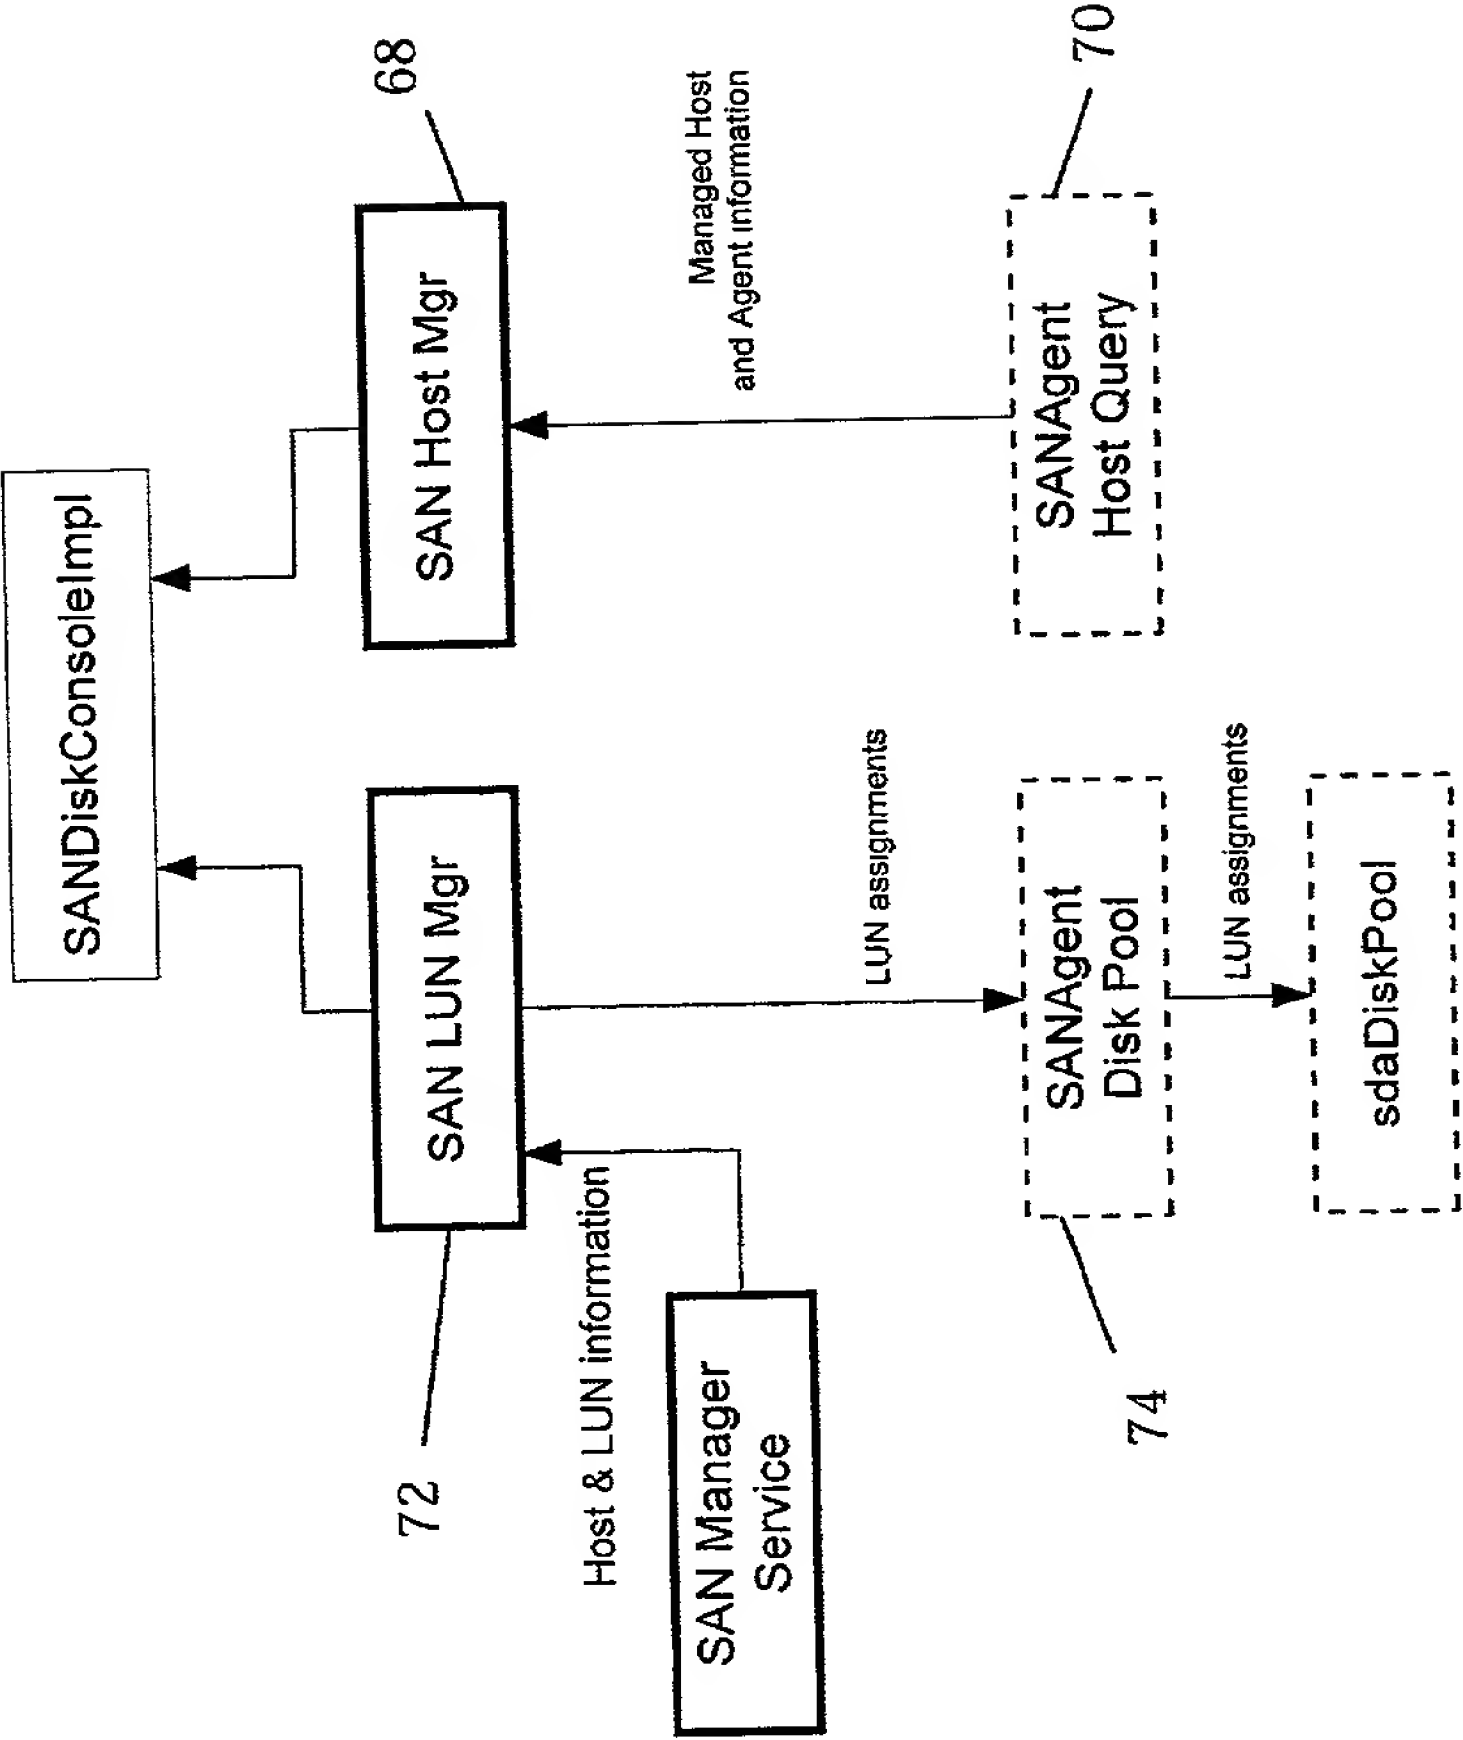 SANDiskConsoleImpl
72
SAN LUN Mgr
SAN Host Mgr
68
Host & LUN information
SAN Manager
Service
Managed Host
and Agent information
LUN assignments
SANAgent
Disk Pool
74
SANAgent
Host Query
70
LUN assignments
sdaDiskPool